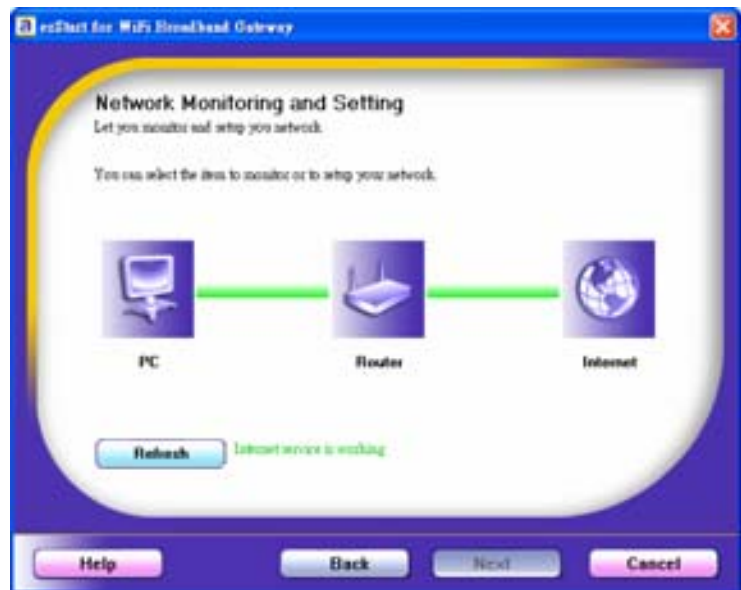 ezStart for WiFi Broadband Gateway
Network Monitoring and Setting
Let you monitor and setup you network.
You can select the item to monitor or to setup your network.
PC
Router
Internet
Refresh
Internet service is working
Help
Back
Next
Cancel